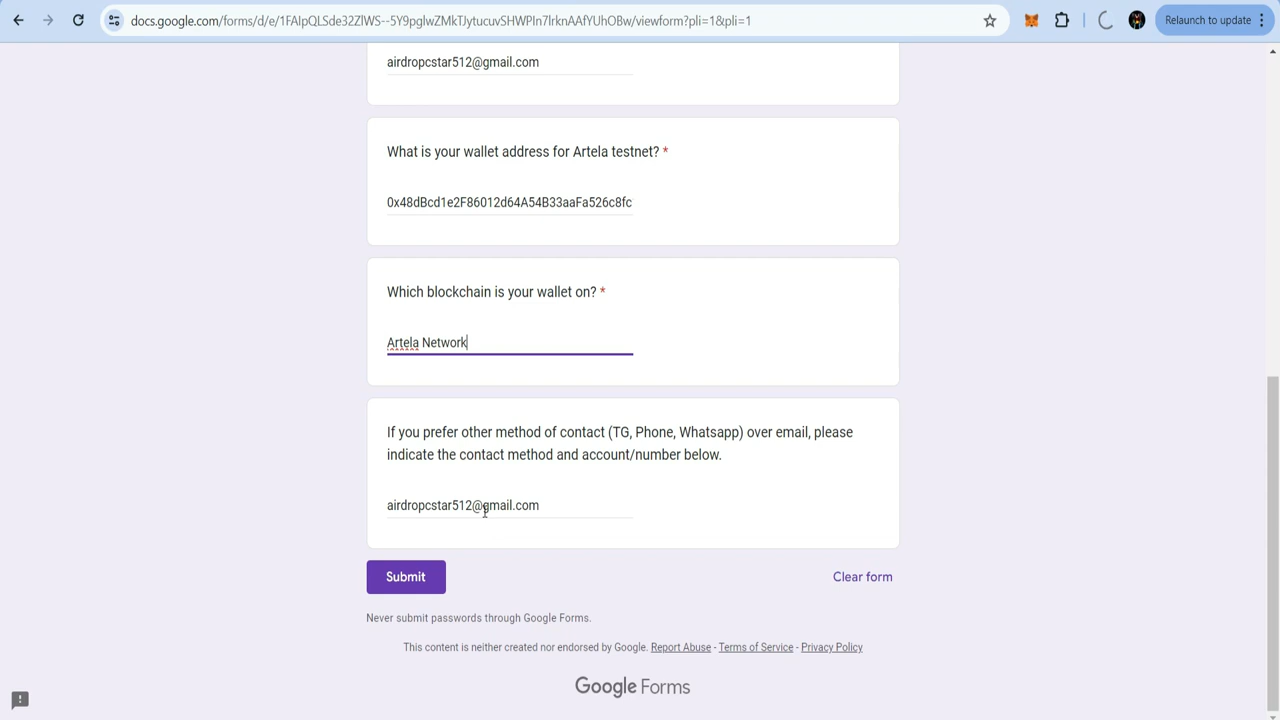 docs.google.com/forms/d/e/1FAIpQLSde32ZlWS--5Y9pglwZMkTJytucuvSHWPIn7lrknAAfYUhOBw/viewform?pli=1&pli=1
Relaunch to update
airdropcstar512@gmail.com
What is your wallet address for Artela testnet? *
0x48dBcd1e2F86012d64A54B33aaFa526c8fc
Which blockchain is your wallet on? *
Artela Network
If you prefer other method of contact (TG, Phone, Whatsapp) over email, please
indicate the contact method and account/number below.
airdropcstar512@gmail.com
Submit
Clear form
Never submit passwords through Google Forms.
This content is neither created nor endorsed by Google. Report Abuse - Terms of Service - Privacy Policy
Google Forms